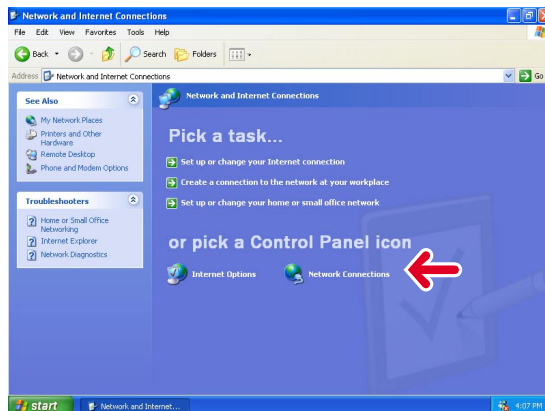 Network and Internet Connections
File Edit View Favorites Tools Help
Back Search Folders
Address Network and Internet Connections Go
See Also
My Network Places
Printers and Other
Hardware
Remote Desktop
Phone and Modem Options
Troubleshooters
Home or Small Office
Networking
Internet Explorer
Network Diagnostics
Network and Internet Connections
Pick a task...
Set up or change your Internet connection
Create a connection to the network at your workplace
Set up or change your home or small office network
or pick a Control Panel icon
Internet Options Network Connections
start Network and Internet... 4:07 PM